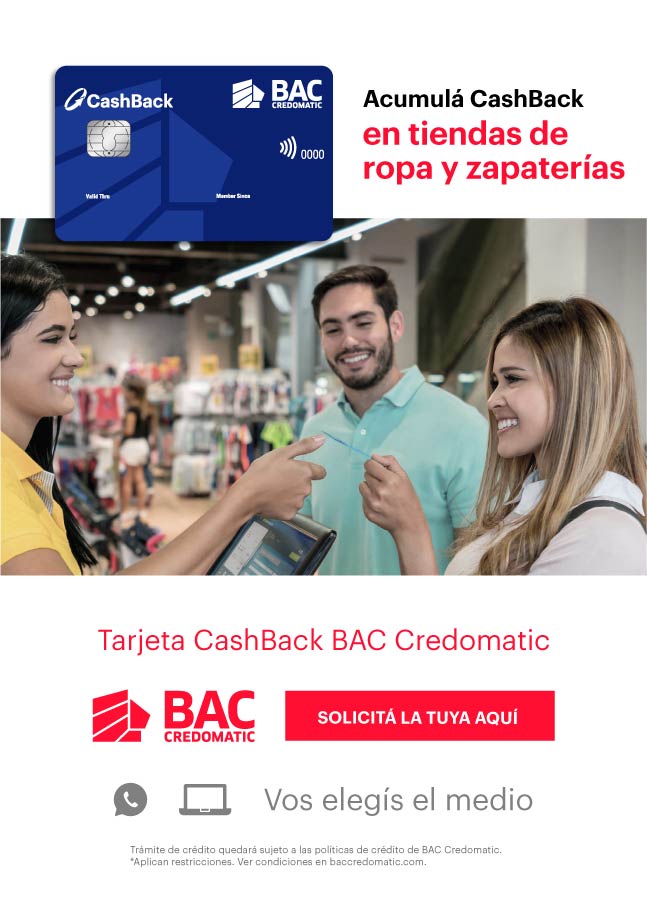 CashBack
BAC
CREDOMATIC
0000
Valid Thru
Member Since
Acumulá CashBack
en tiendas de
ropa y zapaterías
Tarjeta CashBack BAC Credomatic
BAC
CREDOMATIC
SOLICITÁ LA TUYA AQUÍ
Vos elegís el medio
Trámite de crédito quedará sujeto a las políticas de crédito de BAC Credomatic.
*Aplican restricciones. Ver condiciones en baccredomatic.com.